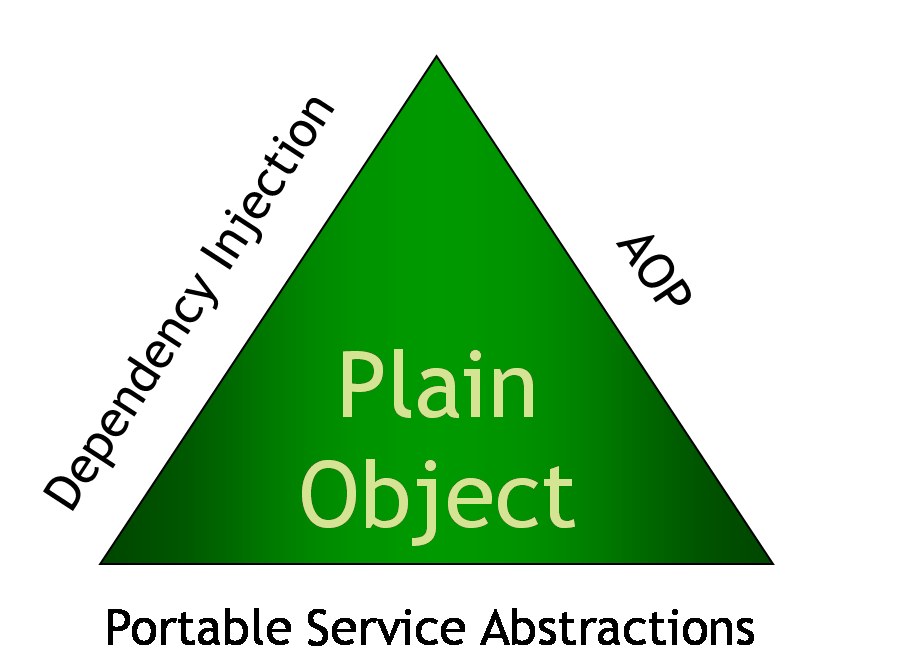 Dependency Injection
AOP
Plain
Object
Portable Service Abstractions